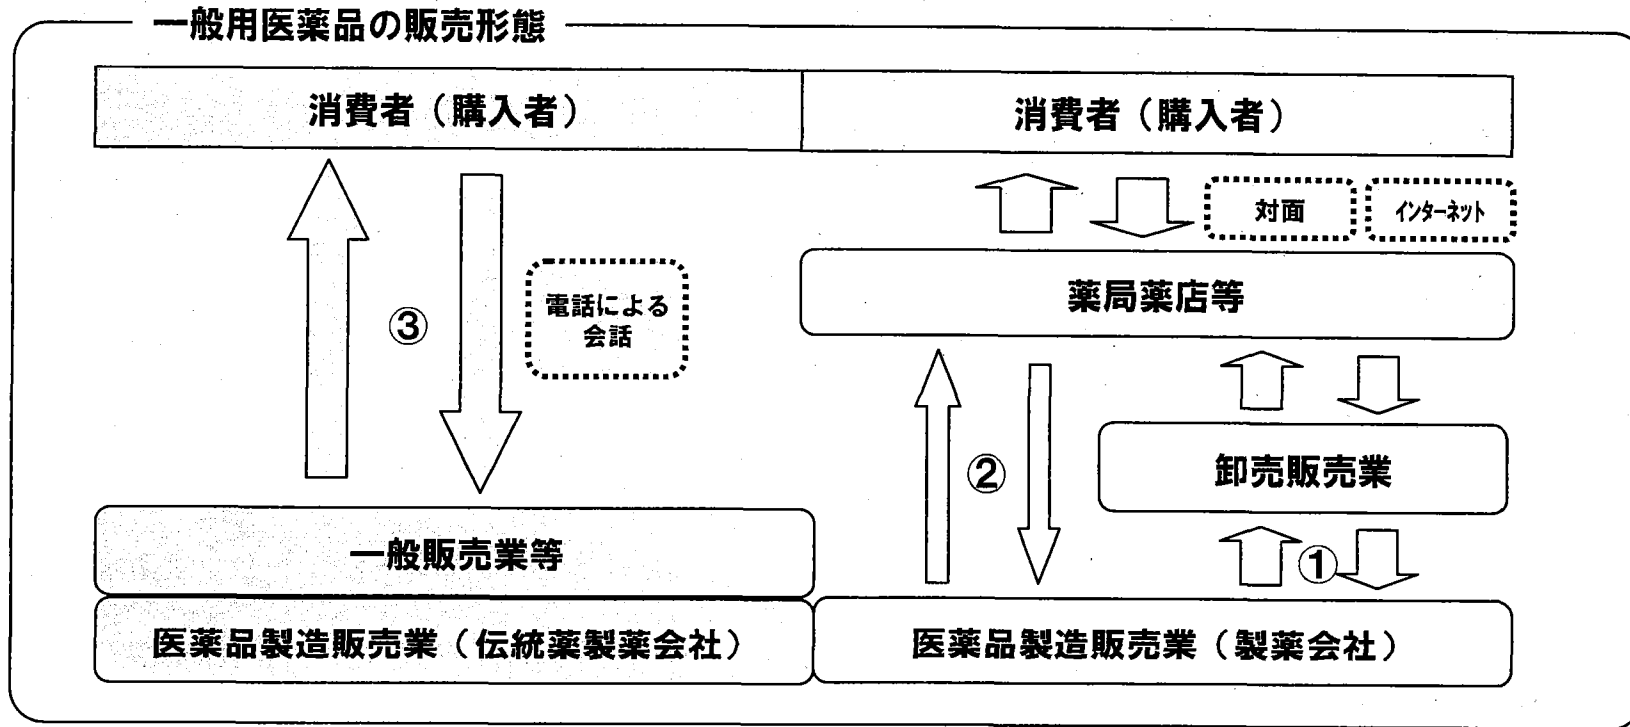 一般用医薬品の販売形態
消費者（購入者）
消費者（購入者）
対面
インターネット
薬局薬店等
③
電話による
会話
②
卸売販売業
①
一般販売業等
医薬品製造販売業（伝統薬製薬会社）
医薬品製造販売業（製薬会社）